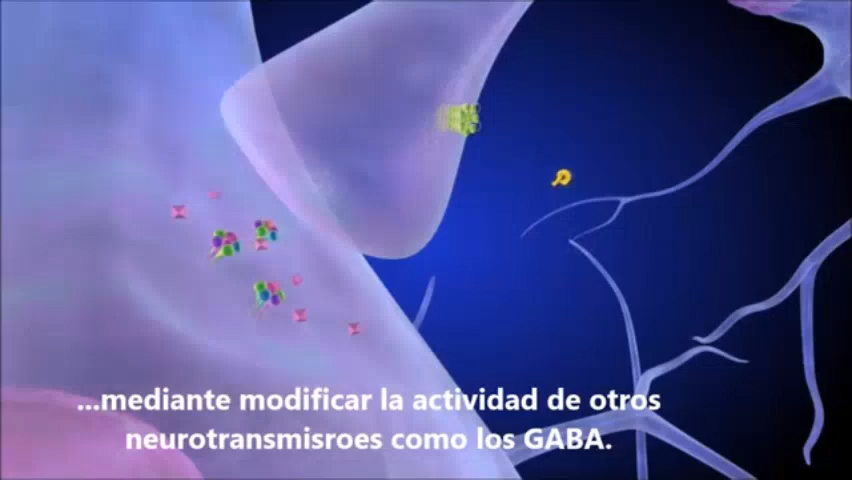 ...mediante modificar la actividad de otros
neurotransmisroes como los GABA.